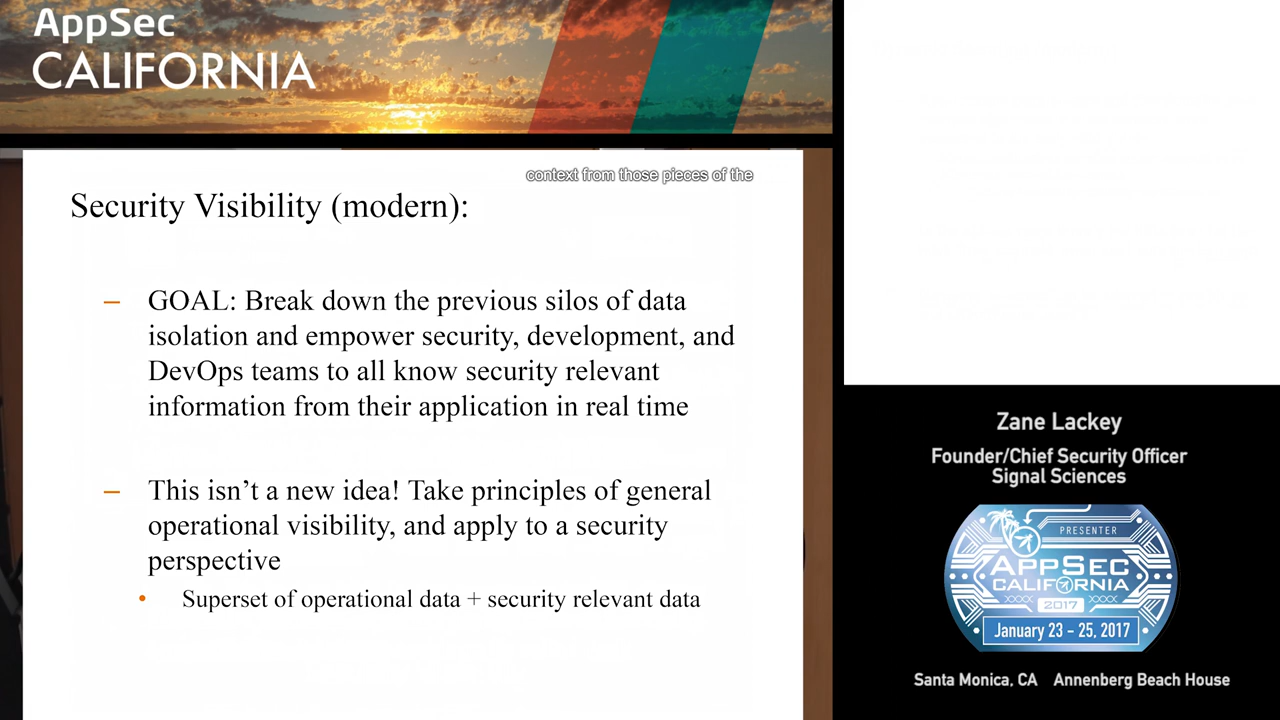 AppSec
CALIFORNIA
context from those pieces of the
Security Visibility (modern):
– GOAL: Break down the previous silos of data
isolation and empower security, development, and
DevOps teams to all know security relevant
information from their application in real time
– This isn’t a new idea! Take principles of general
operational visibility, and apply to a security
perspective
• Superset of operational data + security relevant data
Zane Lackey
Founder/Chief Security Officer
Signal Sciences
PRESENTER
APPSEC
CALIFORNIA
2017
January 23 – 25, 2017
Santa Monica, CA Annenberg Beach House